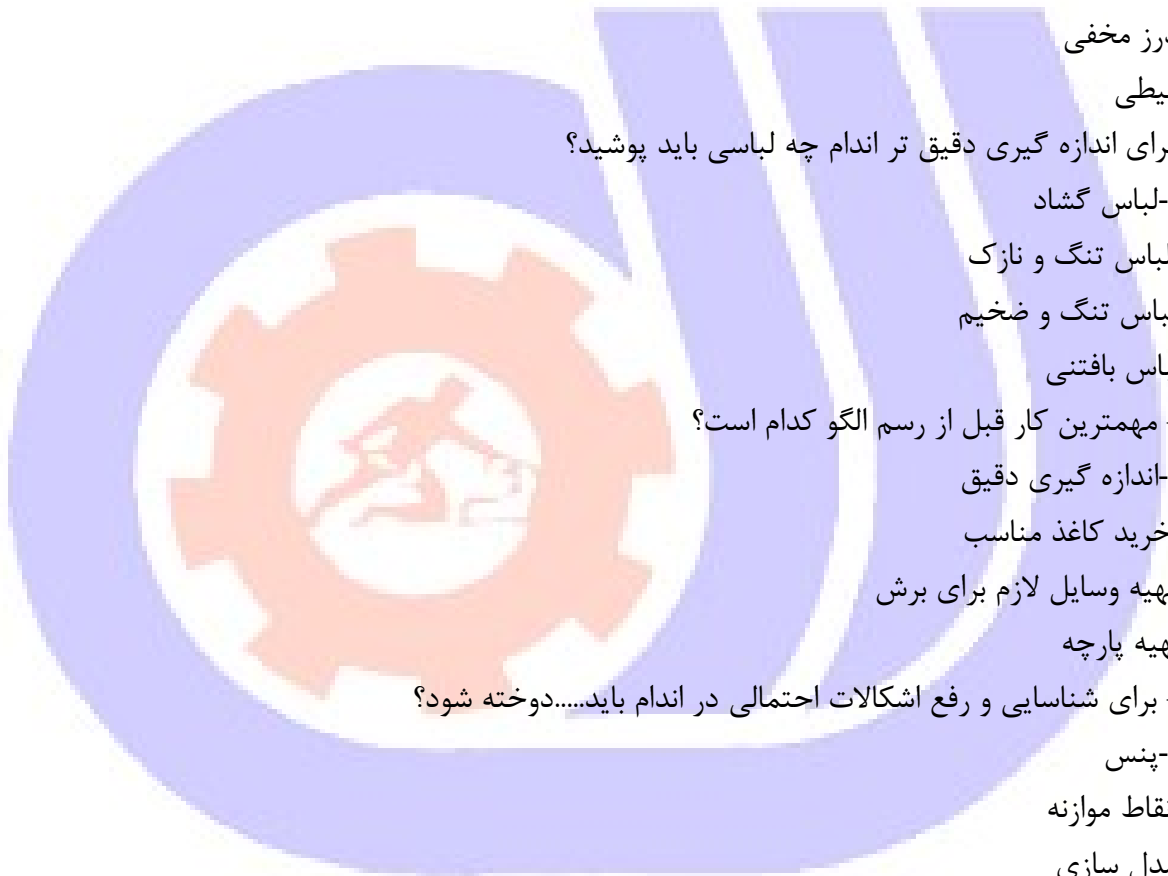 درز مخفی
یطی
رای اندازه گیری دقیق تر اندام چه لباسی باید پوشید؟
-لباس گشاد
لباس تنگ و نازک
باس تنگ و ضخیم
اس بافتنی
- مهمترین کار قبل از رسم الگو کدام است؟
-اندازه گیری دقیق
خرید کاغذ مناسب
هیه وسایل لازم برای برش
هیه پارچه
- برای شناسایی و رفع اشکالات احتمالی در اندام باید.....دوخته شود؟
-پنس
نقاط موازنه
دل سازی